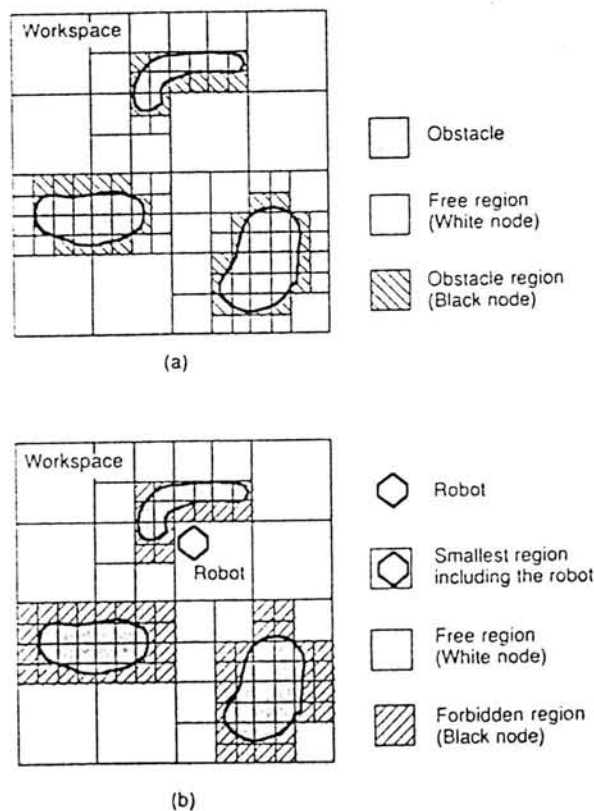 Workspace
Obstacle
Free region
(White node)
Obstacle region
(Black node)
(a)
Workspace
Robot
Robot
Smallest region
including the robot
Free region
(White node)
Forbidden region
(Black node)
(b)